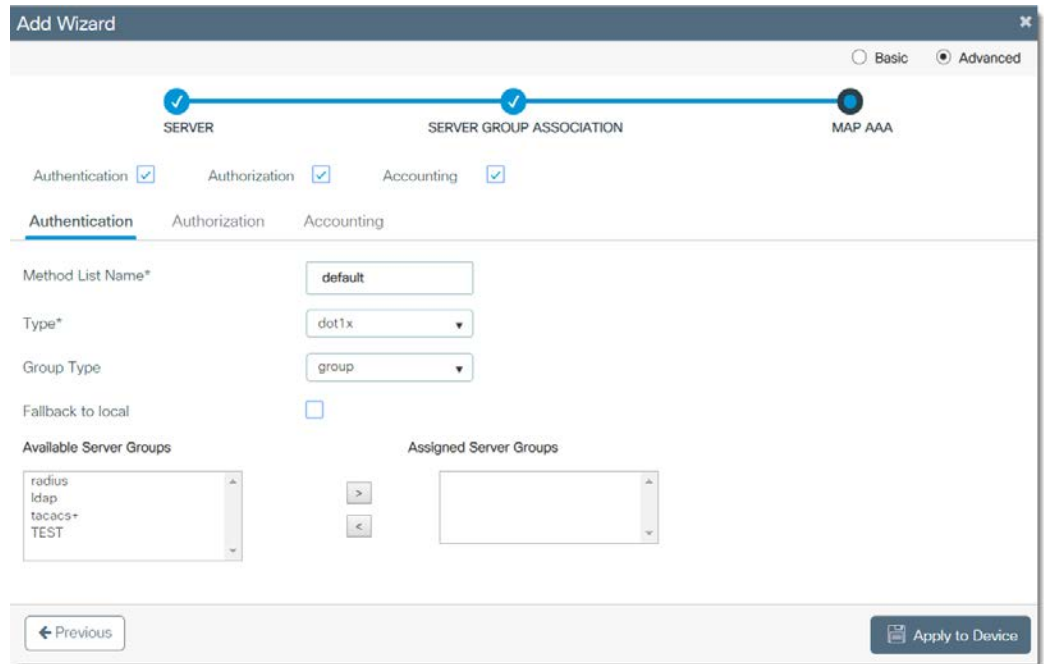 Add Wizard
Basic Advanced
SERVER SERVER GROUP ASSOCIATION MAP AAA
Authentication Authorization Accounting
Authentication Authorization Accounting
Method List Name* default
Type* dot1x
Group Type group
Fallback to local
Available Server Groups Assigned Server Groups
radius
ldap
tacacs+
TEST
Previous Apply to Device